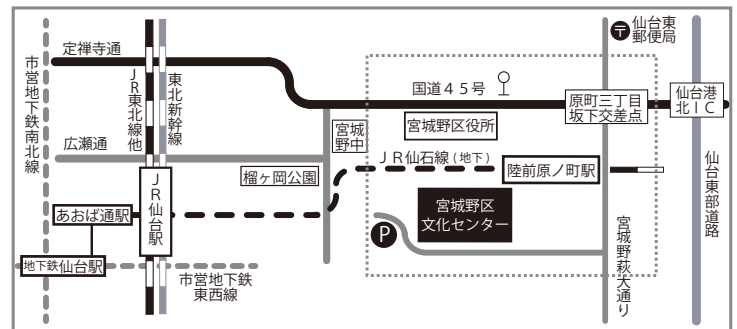 定禅寺通
市営地下鉄南北線
JR東北線他
東北新幹線
広瀬通
国道45号
〒
仙台東
郵便局
原町三丁目
坂下交差点
仙台港
北IC
宮城
野中
宮城野区役所
JR仙石線(地下)
陸前原ノ町駅
榴ヶ岡公園
JR仙台駅
あおば通駅
地下鉄仙台駅
市営地下鉄
東西線
P
宮城野区
文化センター
宮城野萩大通り
仙台東部道路